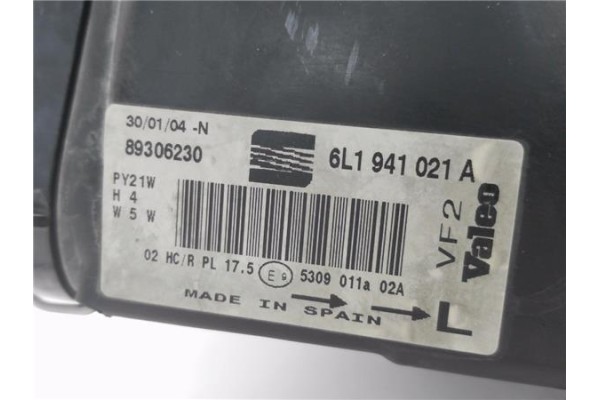 30/01/04 -N
89306230
6L1 941 021 A
PY21W
H 4
W 5 W
VF2
Valeo
02 HC/R PL 17.5 E9 5309 011a 02A
MADE IN SPAIN
L